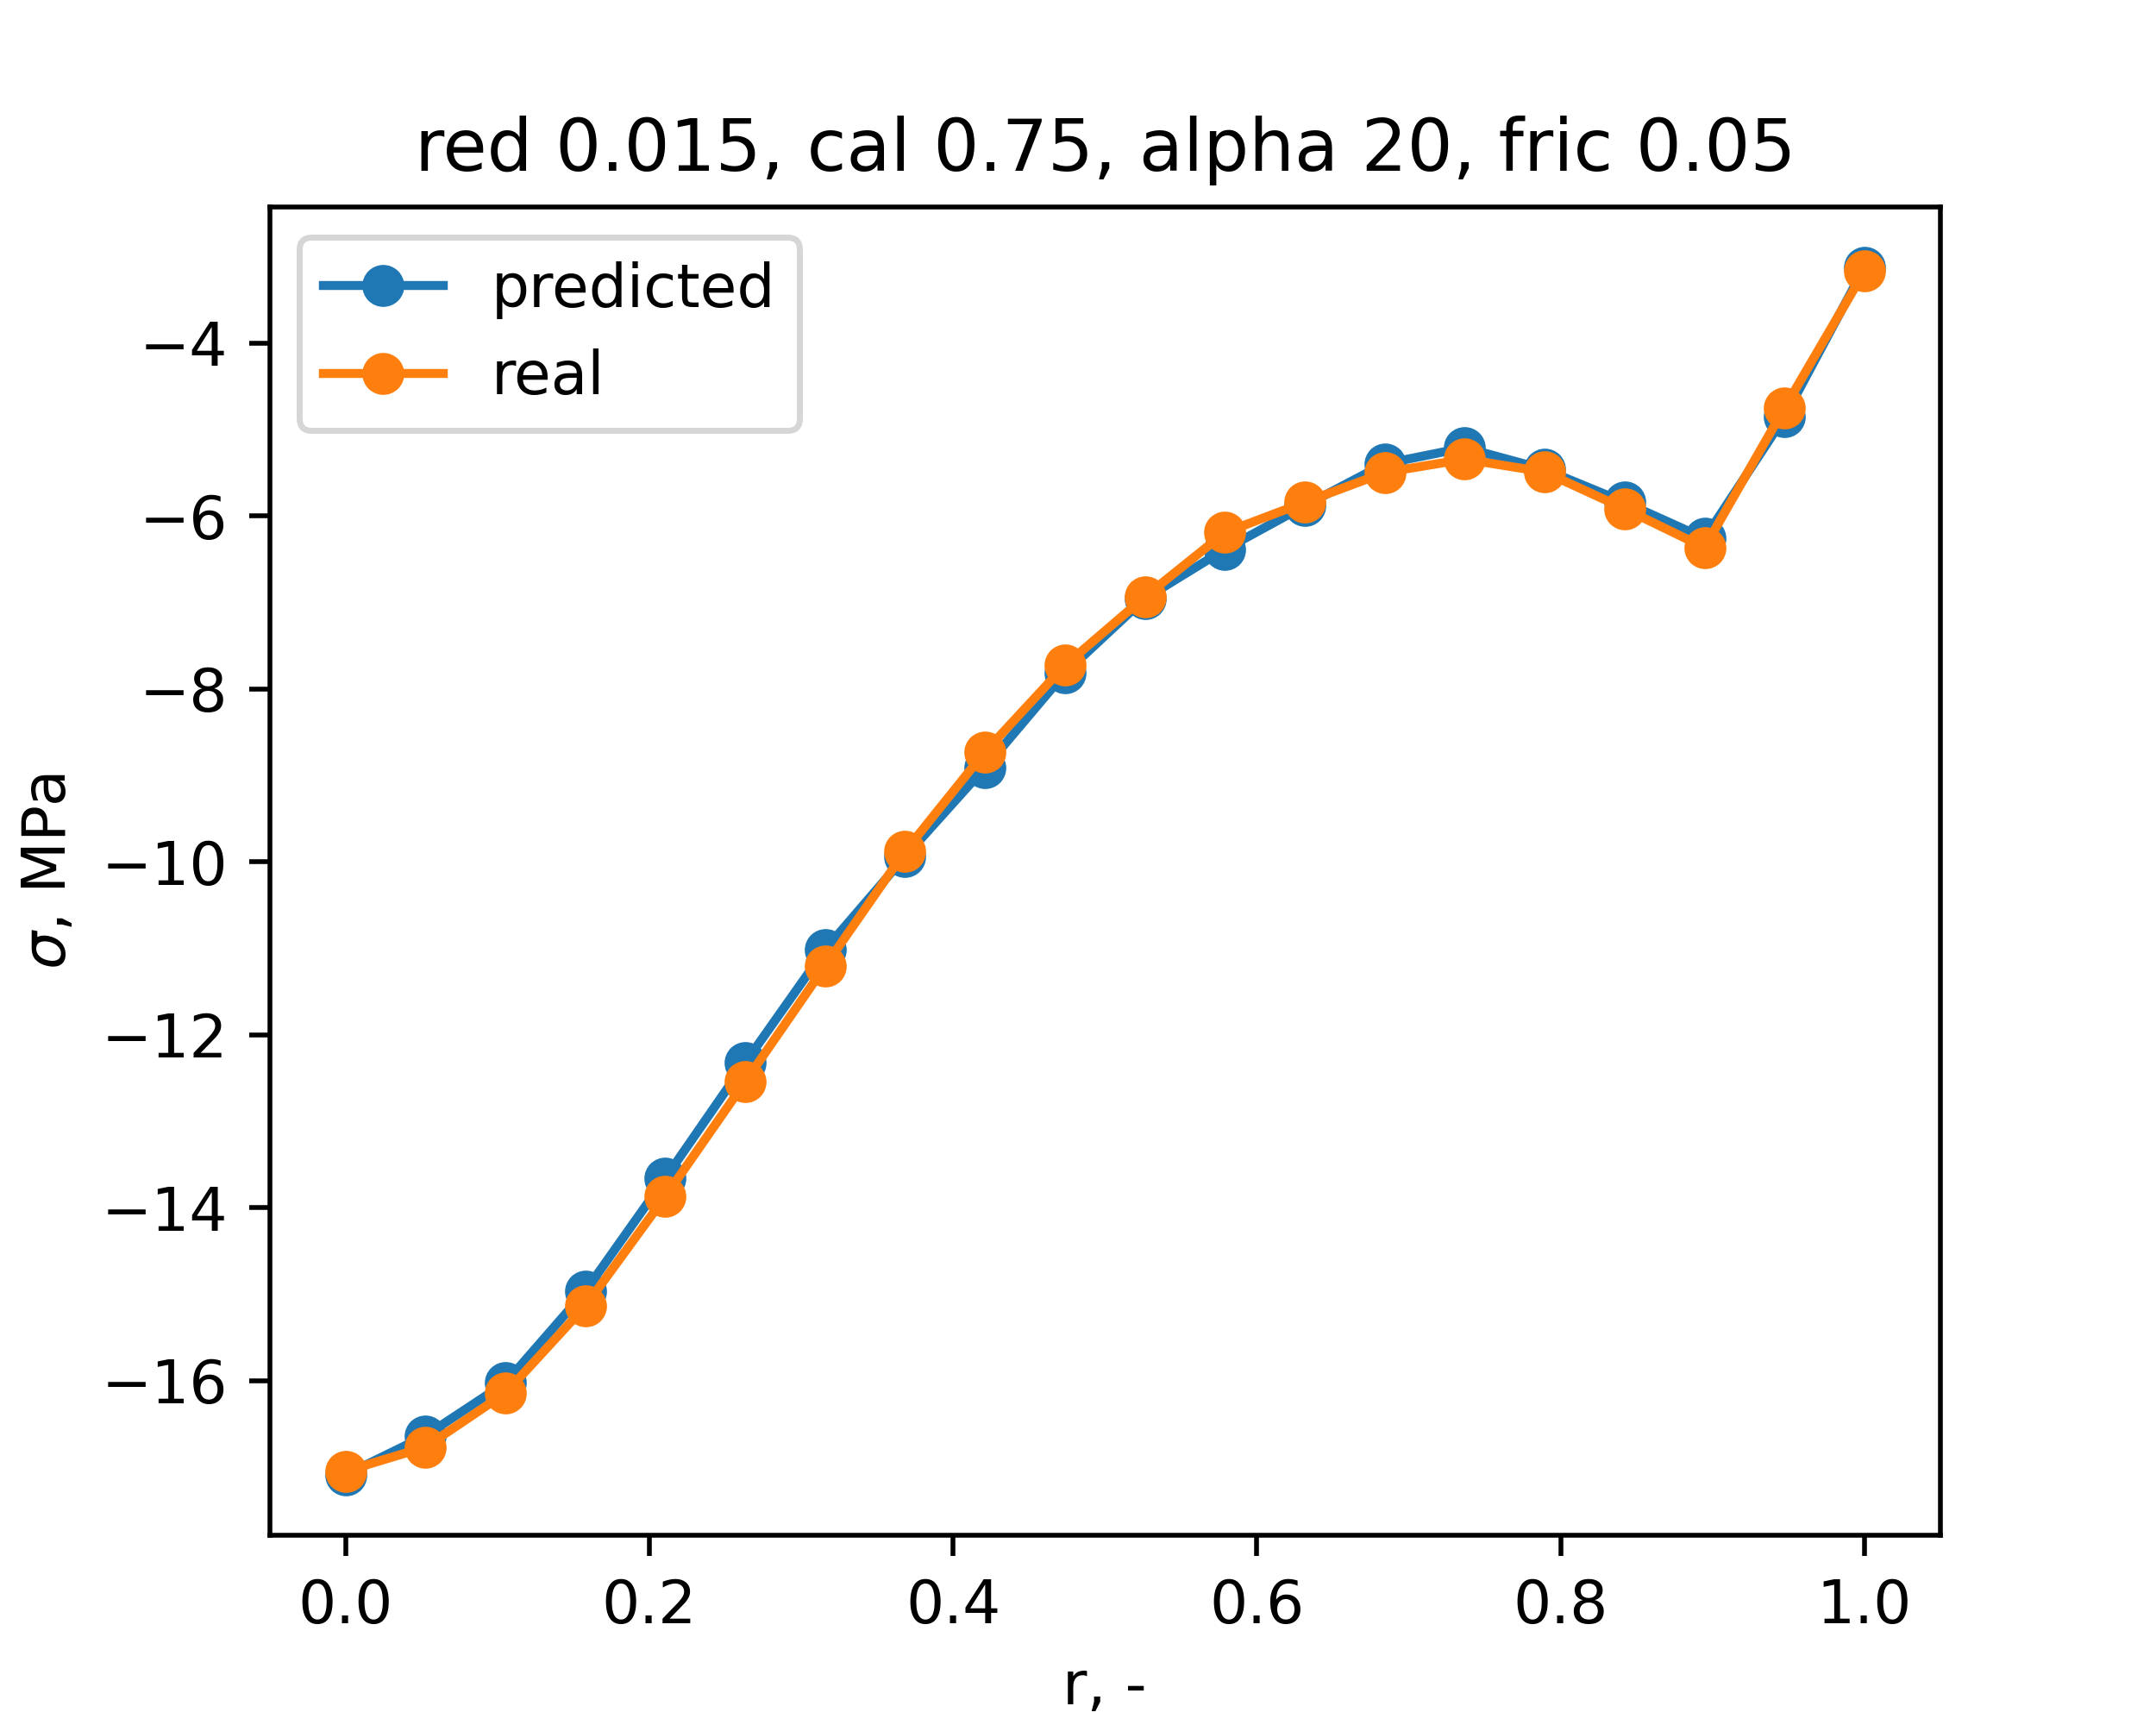 red 0.015, cal 0.75, alpha 20, fric 0.05
predicted
real
−4
−6
−8
−10
−12
−14
−16
σ, MPa
0.0 0.2 0.4 0.6 0.8 1.0
r, -